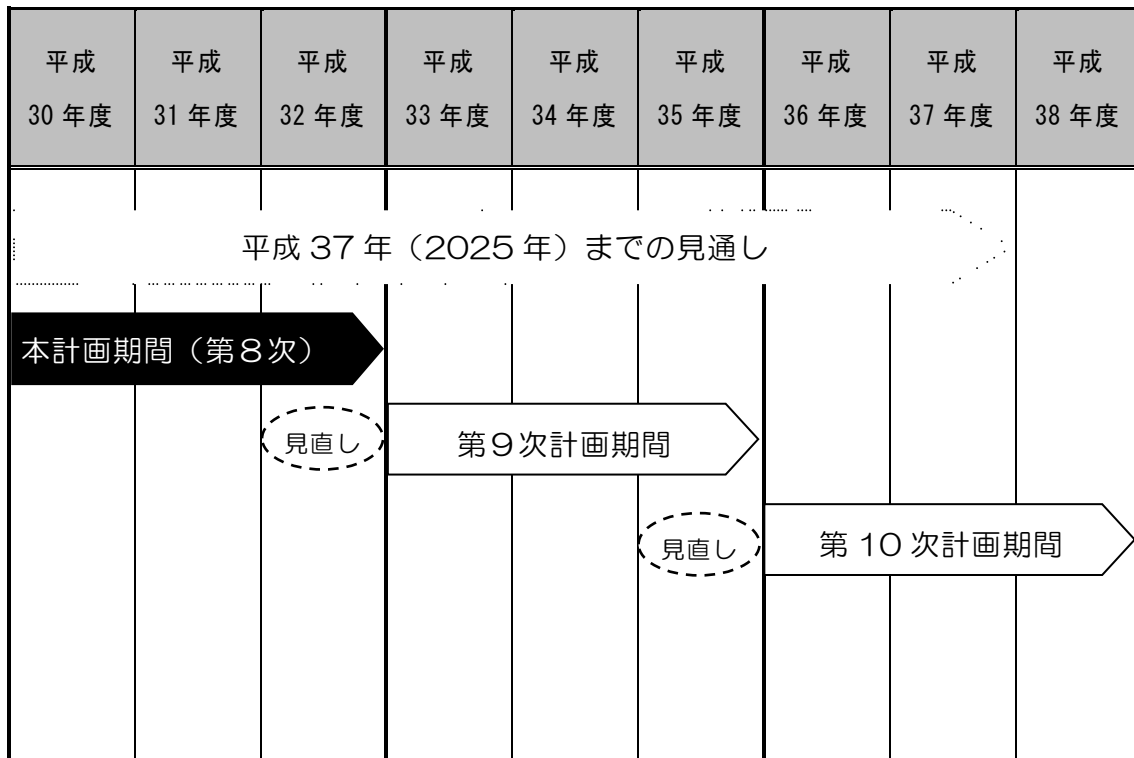 平成 平成 平成 平成 平成 平成 平成 平成 平成
30 年度 31 年度 32 年度 33 年度 34 年度 35 年度 36 年度 37 年度 38 年度
平成 37 年（2025 年）までの見通し
本計画期間（第８次）
見直し 第９次計画期間
見直し 第 10 次計画期間